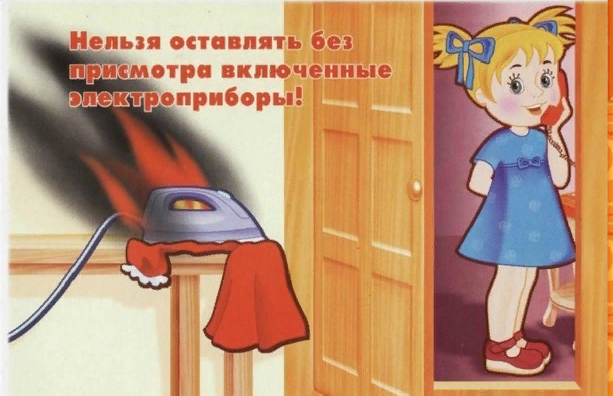 Нельзя оставлять без
присмотра включенные
электроприборы!